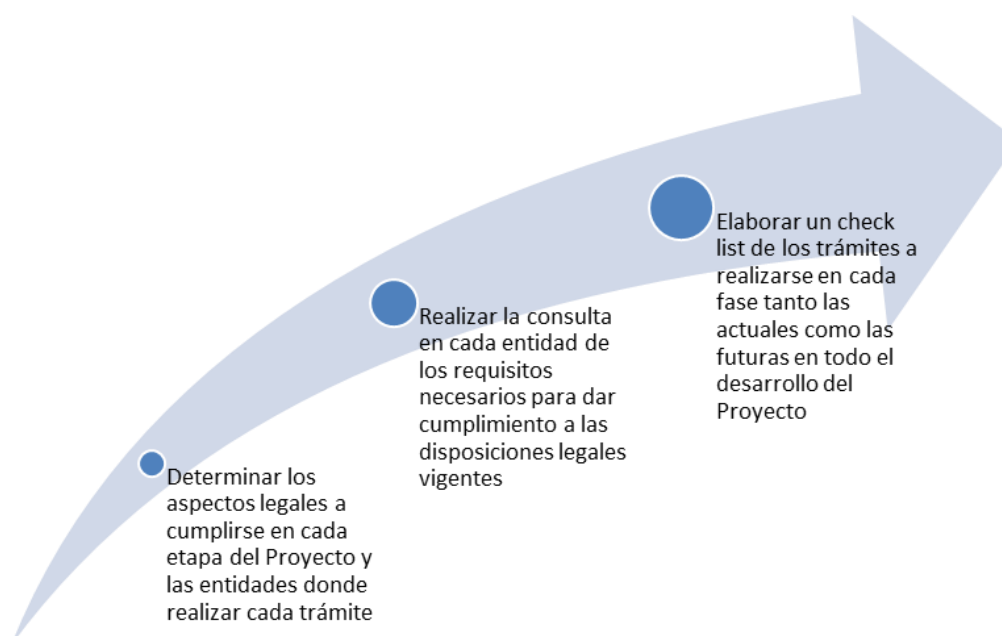 Determinar los
aspectos legales a
cumplirse en cada
etapa del Proyecto y
las entidades donde
realizar cada trámite
Realizar la consulta
en cada entidad de
los requisitos
necesarios para dar
cumplimiento a las
disposiciones legales
vigentes
Elaborar un check
list de los trámites a
realizarse en cada
fase tanto las
actuales como las
futuras en todo el
desarrollo del
Proyecto